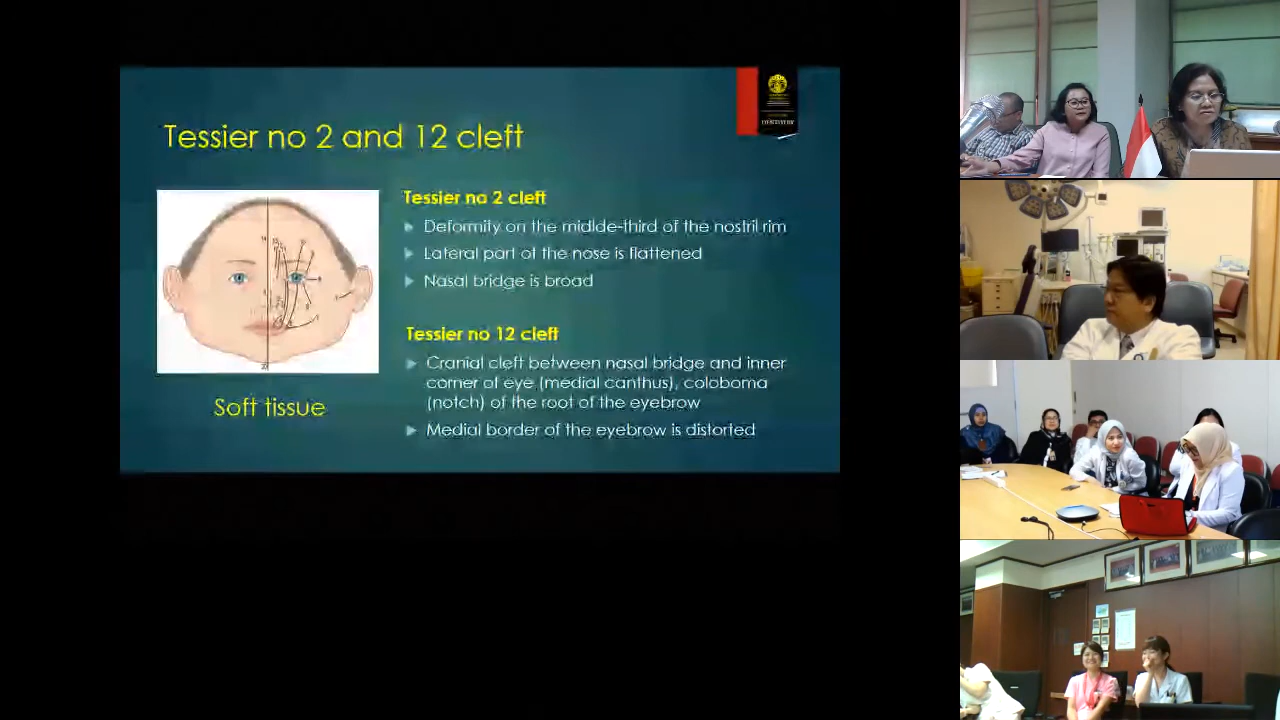 Tessier no 2 and 12 cleft
Tessier no 2 cleft
Deformity on the midlde-third of the nostril rim
Lateral part of the nose is flattened
Nasal bridge is broad
Tessier no 12 cleft
Cranial cleft between nasal bridge and inner
corner of eye (medial canthus), coloboma
(notch) of the root of the eyebrow
Medial border of the eyebrow is distorted
Soft tissue